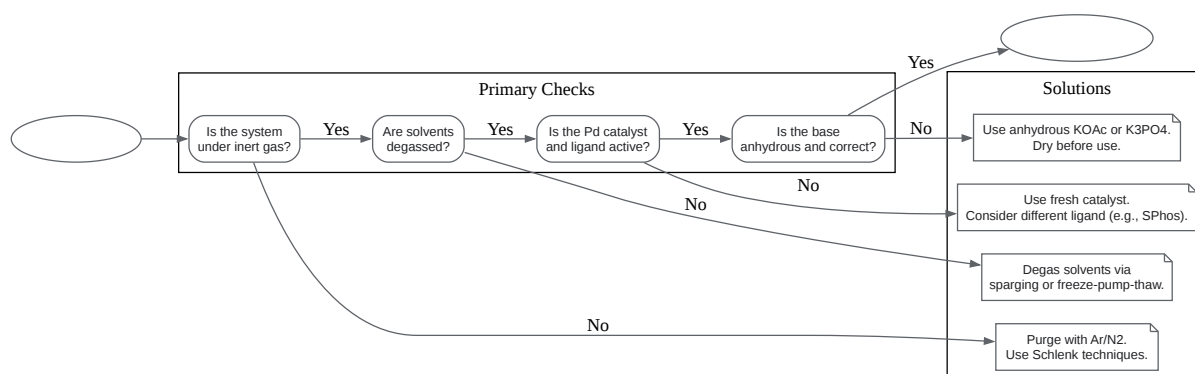 Primary Checks
Is the system
under inert gas?
Yes
Are solvents
degassed?
Yes
Is the Pd catalyst
and ligand active?
Yes
Is the base
anhydrous and correct?
Yes
No
No
No
No
Solutions
Use anhydrous KOAc or K3PO4.
Dry before use.
Use fresh catalyst.
Consider different ligand (e.g., SPhos).
Degas solvents via
sparging or freeze-pump-thaw.
Purge with Ar/N2.
Use Schlenk techniques.